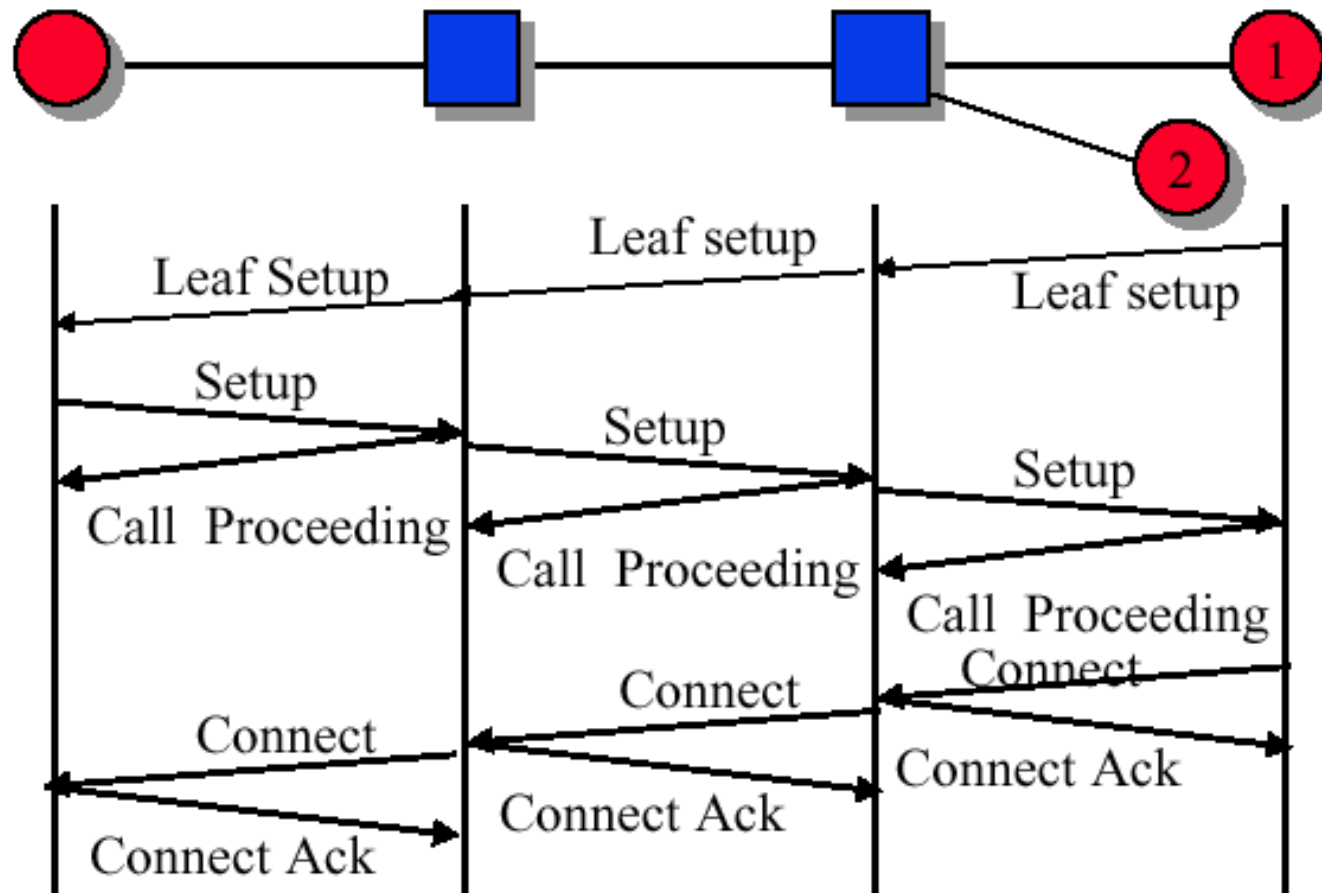 1
2
Leaf setup
Leaf Setup
Leaf setup
Setup
Setup
Setup
Call Proceeding
Call Proceeding
Call Proceeding
Connect
Connect
Connect
Connect Ack
Connect Ack
Connect Ack